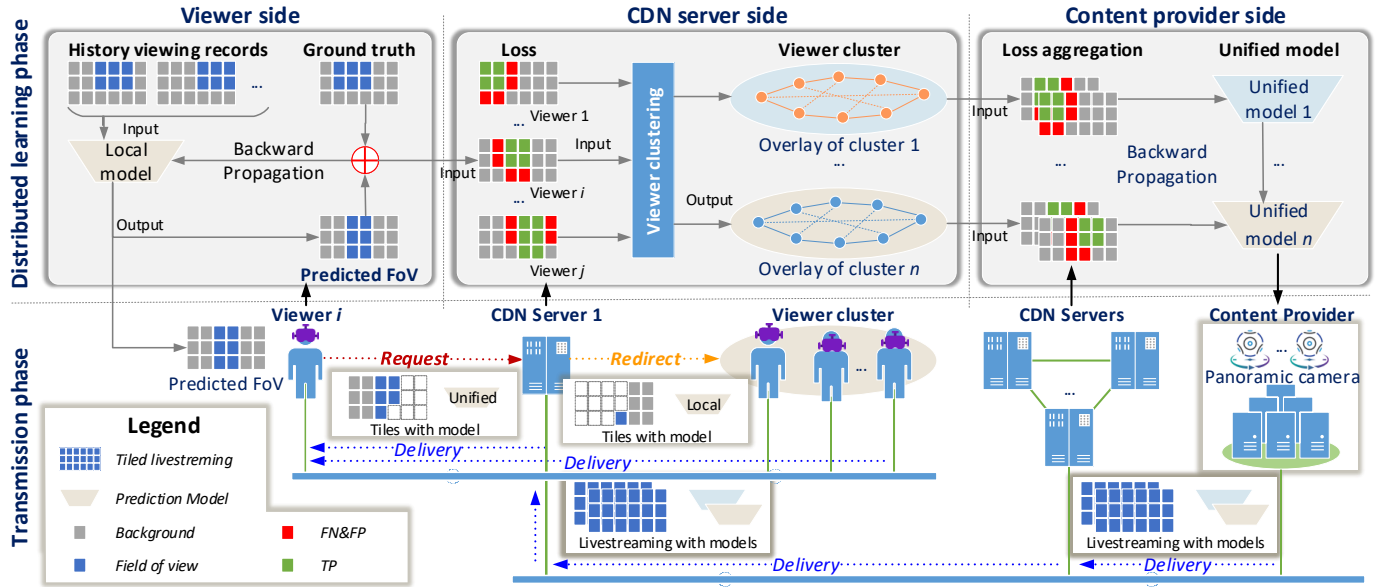 Viewer side
CDN server side
Content provider side
Distributed learning phase
History viewing records
Ground truth
...
Input
Local
model
Backward
Propagation
Output
Predicted FoV
Loss
Viewer 1
...
Input
Input
Viewer i
...
Viewer j
Viewer clustering
Output
Viewer cluster
Overlay of cluster 1
...
Overlay of cluster n
Loss aggregation
Unified model
Input
Unified
model 1
...
Backward
Propagation
...
Input
Unified
model n
Transmission phase
Viewer i
CDN Server 1
Viewer cluster
CDN Servers
Content Provider
Predicted FoV
Request
Redirect
...
...
...
Panoramic camera
Unified
Tiles with model
Local
Tiles with model
Delivery
Delivery
Legend
Tiled livestreming
Prediction Model
Background
FN&FP
Field of view
TP
Livestreaming with models
Livestreaming with models
Delivery
Delivery